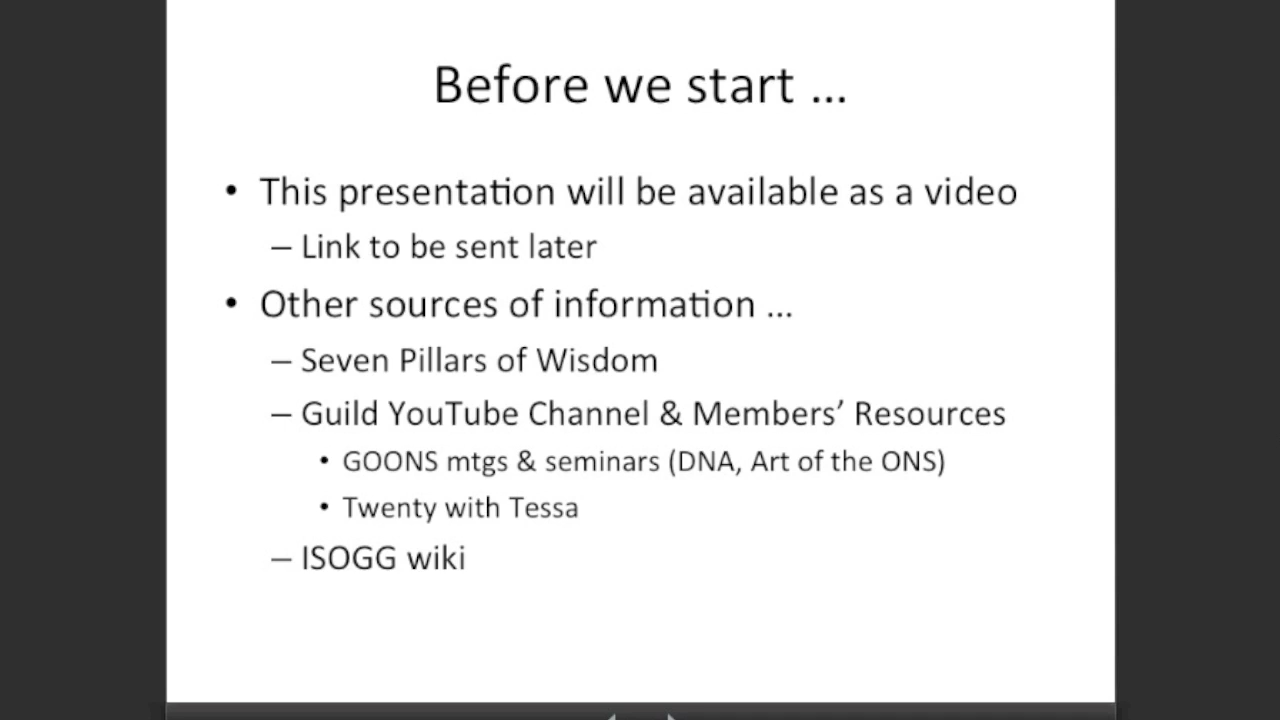 Before we start ...
• This presentation will be available as a video
– Link to be sent later
• Other sources of information ...
– Seven Pillars of Wisdom
– Guild YouTube Channel & Members’ Resources
• GOONS mtgs & seminars (DNA, Art of the ONS)
• Twenty with Tessa
– ISOGG wiki